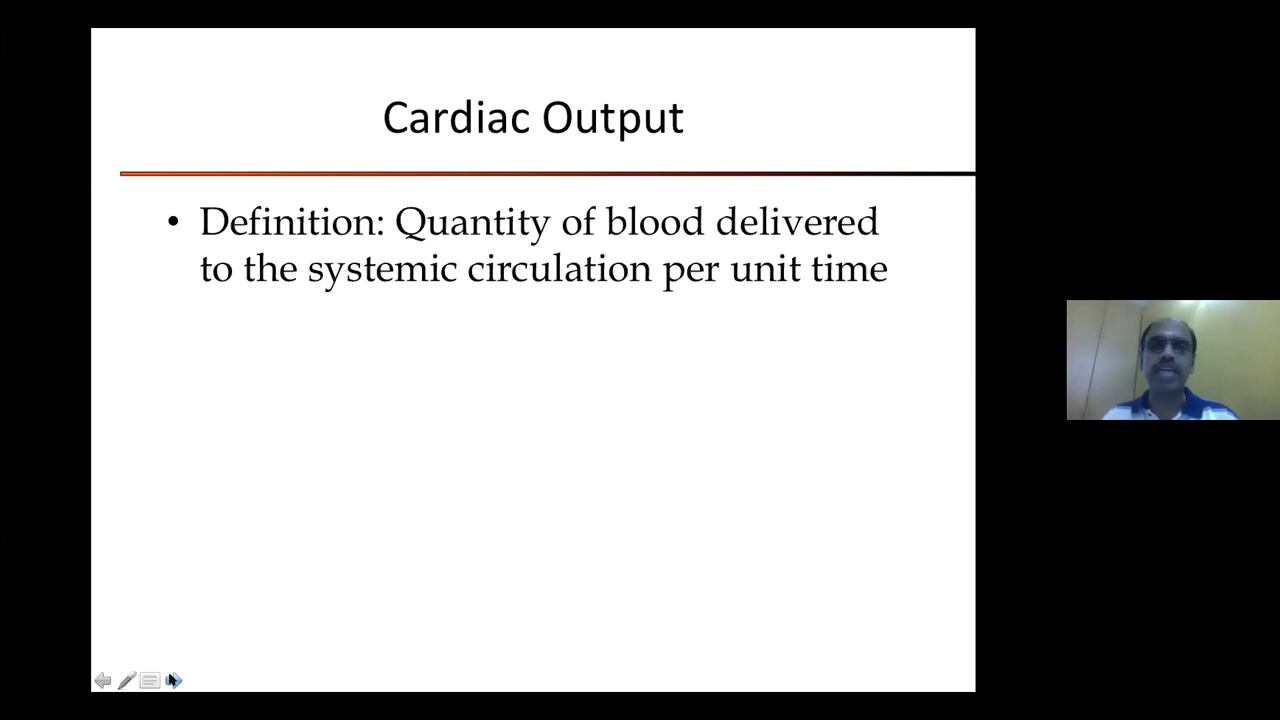 Cardiac Output
• Definition: Quantity of blood delivered
to the systemic circulation per unit time